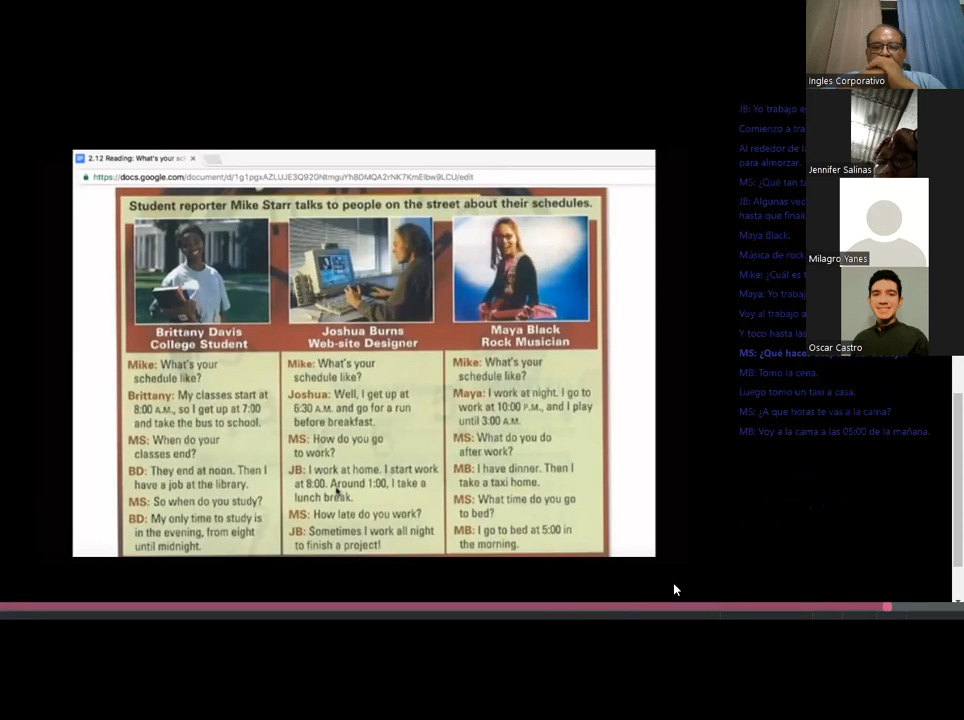 2.12 Reading: What's your sc
https://docs.google.com/document/d/1g1pgxAZLUJE3Q920NtmguYh8DMQA2rNK7KmEIbw9LCU/edit
Student reporter Mike Starr talks to people on the street about their schedules.
Brittany Davis
College Student
Mike: What's your
schedule like?
Brittany: My classes start at
8:00 A.M., so I get up at 7:00
and take the bus to school.
MS: When do your
classes end?
BD: They end at noon. Then I
have a job at the library.
MS: So when do you study?
BD: My only time to study is
in the evening, from eight
until midnight.
Joshua Burns
Web-site Designer
Mike: What's your
schedule like?
Joshua: Well, I get up at
6:30 A.M. and go for a run
before breakfast.
MS: How do you go
to work?
JB: I work at home. I start work
at 8:00. Around 1:00, I take a
lunch break.
MS: How late do you work?
JB: Sometimes I work all night
to finish a project!
Maya Black
Rock Musician
Mike: What's your
schedule like?
Maya: I work at night. I go to
work at 10:00 P.M., and I play
until 3:00 A.M.
MS: What do you do
after work?
MB: I have dinner. Then I
take a taxi home.
MS: What time do you go
to bed?
MB: I go to bed at 5:00 in
the morning.
JB: Yo trabajo e
Comienzo a tra
Al rededor de la
para almorzar.
MS: ¿Qué tan t
JB: Algunas vec
hasta que final
Maya Black.
Música de rock
Mike: ¿Cuál es t
Maya: Yo trabaj
Voy al trabajo a
Y toco hasta las
MS: ¿Qué haces
MB: Tomo la cena.
Luego tomo un taxi a casa.
MS: ¿A que horas te vas a la cama?
MB: Voy a la cama a las 05:00 de la mañana.
Ingles Corporativo
Jennifer Salinas
Milagro Yanes
Oscar Castro